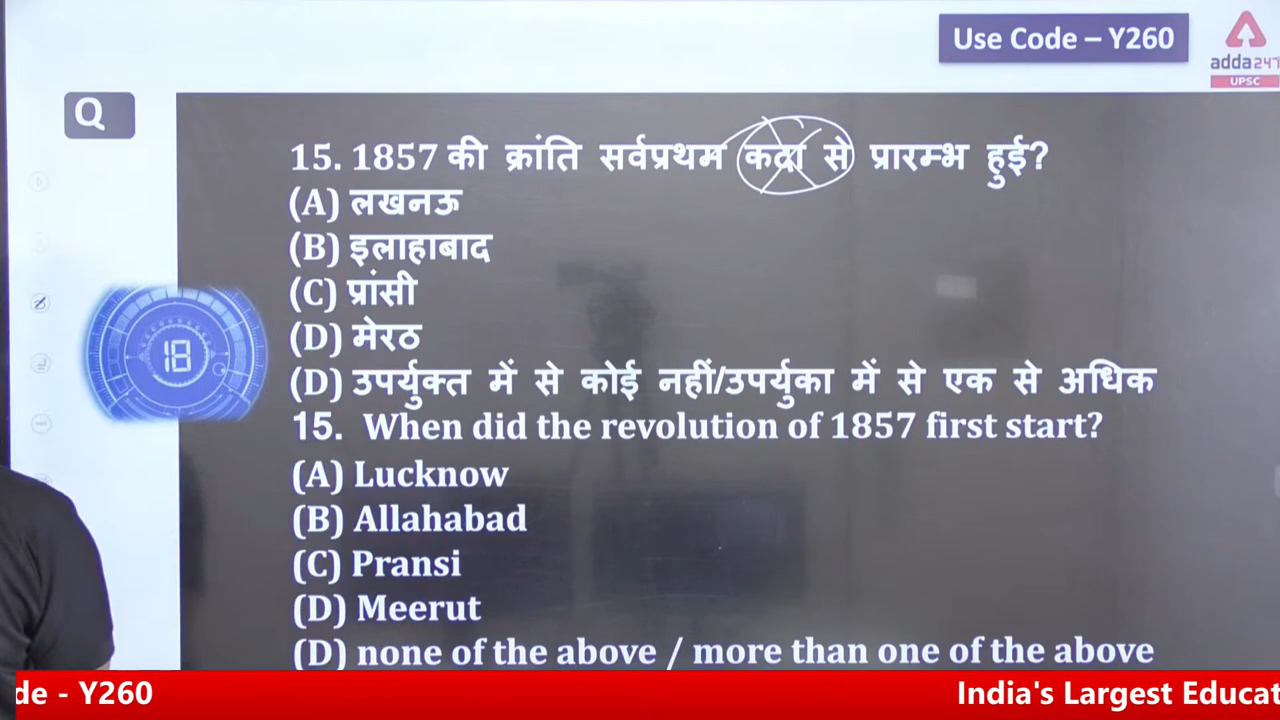 Use Code – Y260
adda247
UPSC
Q
15. 1857 की क्रांति सर्वप्रथम कदा से प्रारम्भ हुई?
(A) लखनऊ
(B) इलाहाबाद
(C) प्रांसी
(D) मेरठ
18
(D) उपर्युक्त में से कोई नहीं/उपर्युका में से एक से अधिक
15. When did the revolution of 1857 first start?
(A) Lucknow
(B) Allahabad
(C) Pransi
(D) Meerut
(D) none of the above / more than one of the above
de - Y260
India's Largest Educat